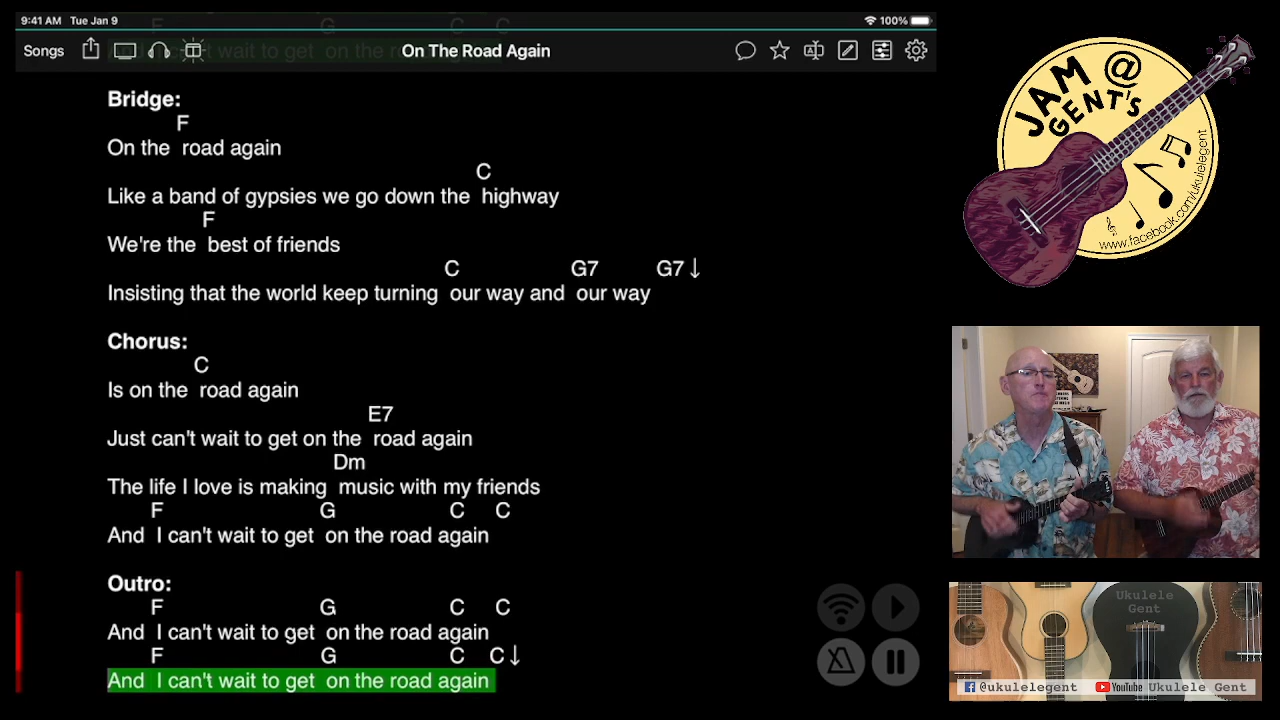 9:41 AM Tue Jan 9
100%
Songs
On The Road Again
Bridge:
F
On the road again
C
Like a band of gypsies we go down the highway
F
We're the best of friends
C G7 G7↓
Insisting that the world keep turning our way and our way
Chorus:
C
Is on the road again
E7
Just can't wait to get on the road again
Dm
The life I love is making music with my friends
F G C C
And I can't wait to get on the road again
Outro:
F G C C
And I can't wait to get on the road again
F G C C↓
And I can't wait to get on the road again
JAM @
GENT'S
www.facebook.com/ukulelegent
Ukulele
Gent
@ukulelegent YouTube Ukulele Gent